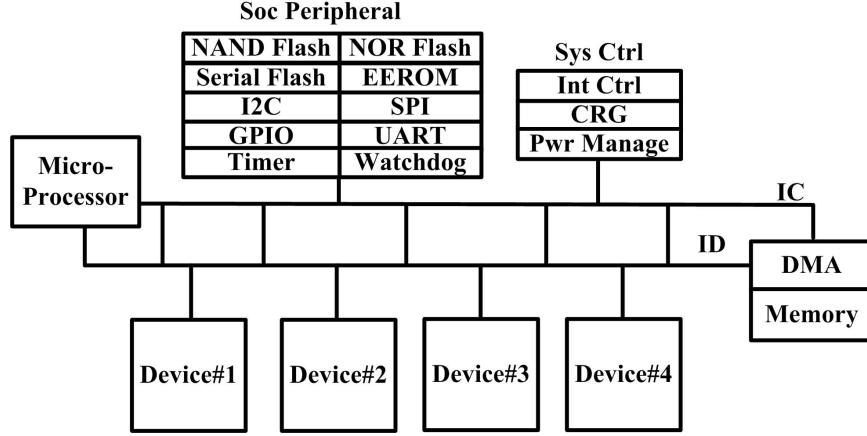 Soc Peripheral
NAND Flash NOR Flash
Serial Flash EEROM
I2C SPI
GPIO UART
Timer Watchdog
Sys Ctrl
Int Ctrl
CRG
Pwr Manage
Micro-
Processor
IC
ID
DMA
Memory
Device#1 Device#2 Device#3 Device#4